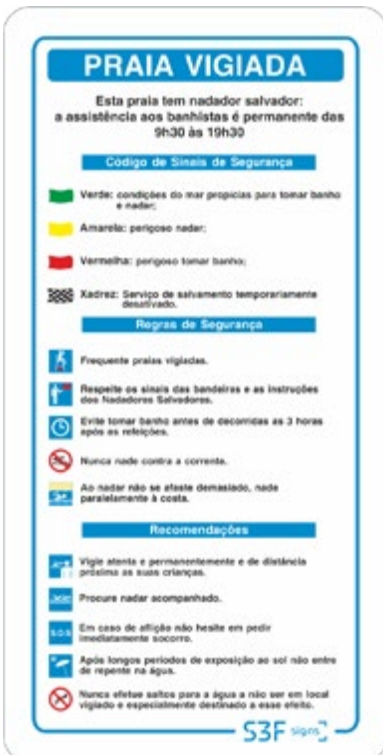 PRAIA VIGIADA
Esta praia tem nadador salvador:
a assistência aos banhistas é permanente das
9h30 às 19h30
Código de Sinais de Segurança
Verde: condições do mar propícias para tomar banho
e nadar;
Amarela: perigoso nadar;
Vermelha: perigoso tomar banho;
Xadrez: Serviço de salvamento temporariamente
desativado.
Regras de Segurança
Frequente praias vigiadas.
Respeite os sinais das bandeiras e as instruções
dos Nadadores Salvadores.
Evite tomar banho antes de decorridas as 3 horas
após as refeições.
Nunca nade contra a corrente.
Ao nadar não se afaste demasiado, nade
paralelamente à costa.
Recomendações
Vigie atenta e permanentemente e de distância
próxima as suas crianças.
Procure nadar acompanhado.
S.O.S
Em caso de aflição não hesite em pedir
imediatamente socorro.
Após longos períodos de exposição ao sol não entre
de repente na água.
Nunca efetue saltos para a água a não ser em local
vigiado e especialmente destinado a esse efeito.
S3F signs